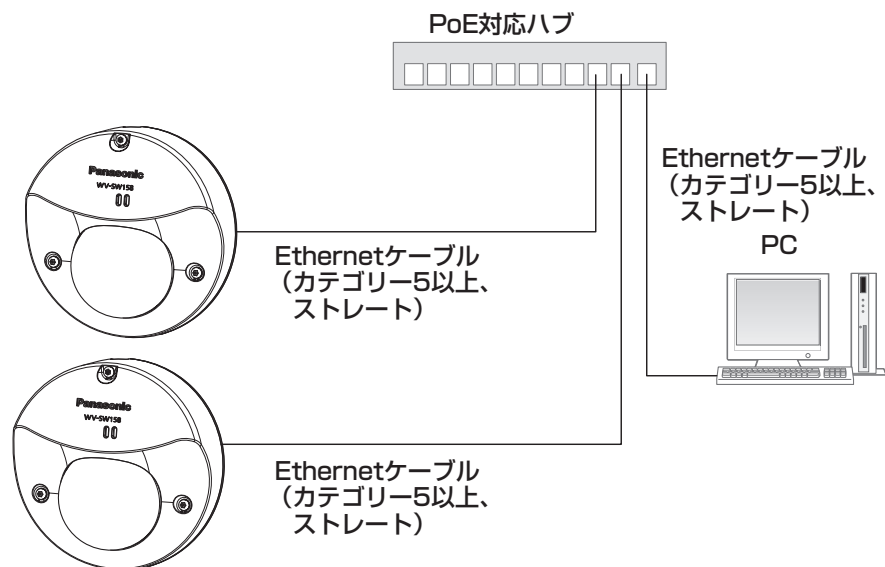 PoE対応ハブ
Panasonic
WV-SW158
Ethernetケーブル
（カテゴリー5以上、
ストレート）
Ethernetケーブル
（カテゴリー5以上、
ストレート）
PC
Panasonic
WV-SW158
Ethernetケーブル
（カテゴリー5以上、
ストレート）